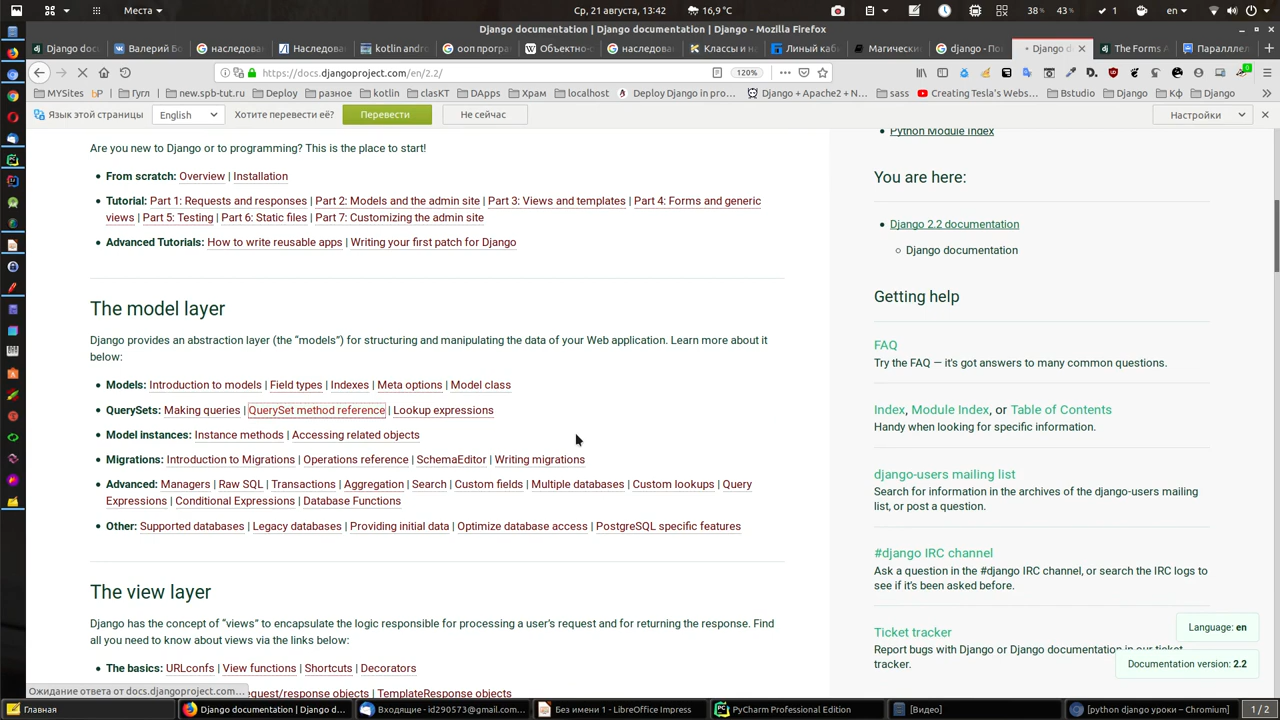 Места
Ср, 21 августа, 13:42
16,9 °C
38 %
43 %
1
en
Django documentation | Django documentation | Django - Mozilla Firefox
Django doc
Валерий Бо
наследова
Наследова
kotlin andro
ооп програ
Объектно-о
наследова
Классы и на
Линый каб
Магически
django - По
Django d
The Forms A
Параллел
https://docs.djangoproject.com/en/2.2/
120%
MYSites
Гугл
new.spb-tut.ru
Deploy
разное
kotlin
claskT
DApps
Храм
localhost
Deploy Django in pro…
Django + Apache2 + N…
sass
Creating Tesla's Webs…
Bstudio
Django
Кф
Django
Язык этой страницы
English
Хотите перевести её?
Перевести
Не сейчас
Настройки
Are you new to Django or to programming? This is the place to start!
From scratch: Overview | Installation
Tutorial: Part 1: Requests and responses | Part 2: Models and the admin site | Part 3: Views and templates | Part 4: Forms and generic
views | Part 5: Testing | Part 6: Static files | Part 7: Customizing the admin site
Advanced Tutorials: How to write reusable apps | Writing your first patch for Django
The model layer
Django provides an abstraction layer (the “models”) for structuring and manipulating the data of your Web application. Learn more about it
below:
Models: Introduction to models | Field types | Indexes | Meta options | Model class
QuerySets: Making queries | QuerySet method reference | Lookup expressions
Model instances: Instance methods | Accessing related objects
Migrations: Introduction to Migrations | Operations reference | SchemaEditor | Writing migrations
Advanced: Managers | Raw SQL | Transactions | Aggregation | Search | Custom fields | Multiple databases | Custom lookups | Query
Expressions | Conditional Expressions | Database Functions
Other: Supported databases | Legacy databases | Providing initial data | Optimize database access | PostgreSQL specific features
The view layer
Django has the concept of “views” to encapsulate the logic responsible for processing a user’s request and for returning the response. Find
all you need to know about views via the links below:
The basics: URLconfs | View functions | Shortcuts | Decorators
quest/response objects | TemplateResponse objects
Ожидание ответа от docs.djangoproject.com…
Python Module Index
You are here:
Django 2.2 documentation
Django documentation
Getting help
FAQ
Try the FAQ — it's got answers to many common questions.
Index, Module Index, or Table of Contents
Handy when looking for specific information.
django-users mailing list
Search for information in the archives of the django-users mailing
list, or post a question.
#django IRC channel
Ask a question in the #django IRC channel, or search the IRC logs to
see if it’s been asked before.
Ticket tracker
Report bugs with Django or Django documentation in our ticket
tracker.
Language: en
Documentation version: 2.2
Главная
Django documentation | Django d…
Входящие - id290573@gmail.com…
Без имени 1 - LibreOffice Impress
PyCharm Professional Edition
[Видео]
[python django уроки – Chromium]
1 / 2